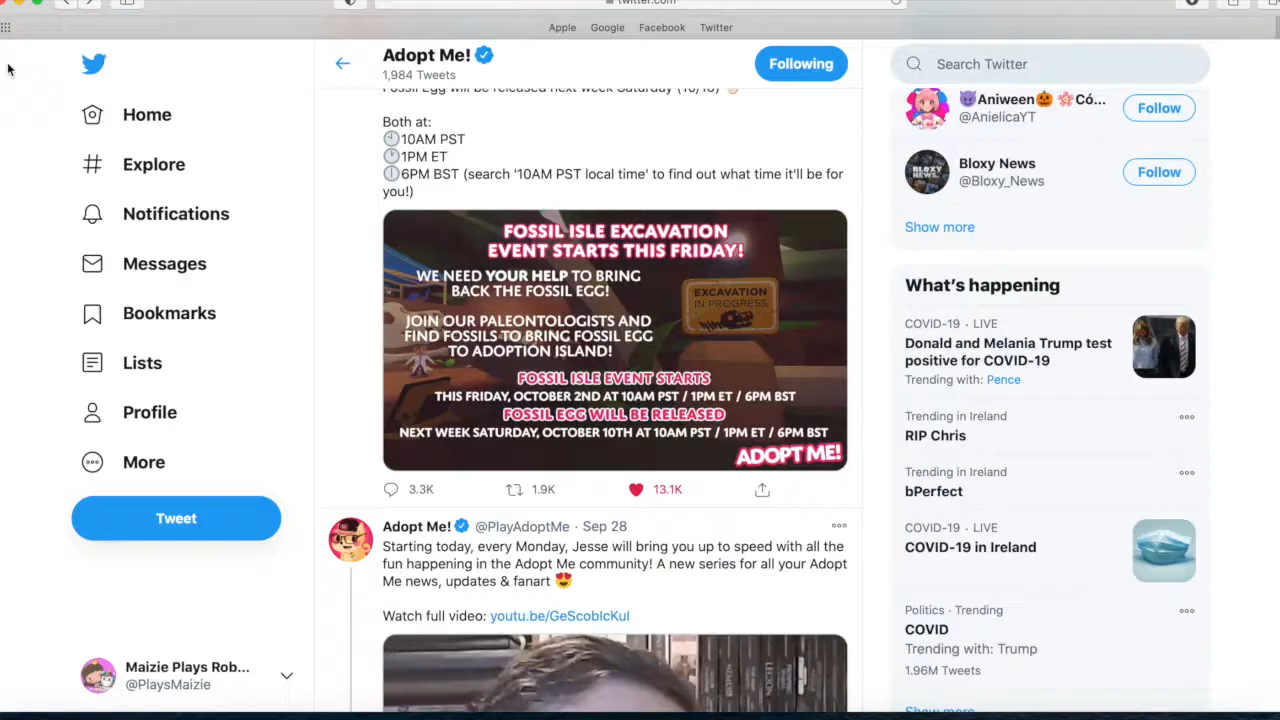 twitter.com
Apple Google Facebook Twitter
Home
Explore
Notifications
Messages
Bookmarks
Lists
Profile
More
Tweet
Maizie Plays Rob...
@PlaysMaizie
Adopt Me!
1,984 Tweets
Following
Fossil Egg will be released next week Saturday (10/10)
Both at:
10AM PST
1PM ET
6PM BST (search '10AM PST local time' to find out what time it'll be for
you!)
FOSSIL ISLE EXCAVATION
EVENT STARTS THIS FRIDAY!
WE NEED YOUR HELP TO BRING
BACK THE FOSSIL EGG!
EXCAVATION
IN PROGRESS
JOIN OUR PALEONTOLOGISTS AND
FIND FOSSILS TO BRING FOSSIL EGG
TO ADOPTION ISLAND!
FOSSIL ISLE EVENT STARTS
THIS FRIDAY, OCTOBER 2ND AT 10AM PST / 1PM ET / 6PM BST
FOSSIL EGG WILL BE RELEASED
NEXT WEEK SATURDAY, OCTOBER 10TH AT 10AM PST / 1PM ET / 6PM BST
ADOPT ME!
3.3K 1.9K 13.1K
Adopt Me! @PlayAdoptMe · Sep 28
Starting today, every Monday, Jesse will bring you up to speed with all the
fun happening in the Adopt Me community! A new series for all your Adopt
Me news, updates & fanart 😍
Watch full video: youtu.be/GeScobIcKuI
Search Twitter
😈Aniween🎃 🌸Có...
@AnielicaYT
Follow
BLOXY
NEWS
Bloxy News
@Bloxy_News
Follow
Show more
What's happening
COVID-19 · LIVE
Donald and Melania Trump test
positive for COVID-19
Trending with: Pence
Trending in Ireland
RIP Chris
Trending in Ireland
bPerfect
COVID-19 · LIVE
COVID-19 in Ireland
Politics · Trending
COVID
Trending with: Trump
1.96M Tweets
Show more